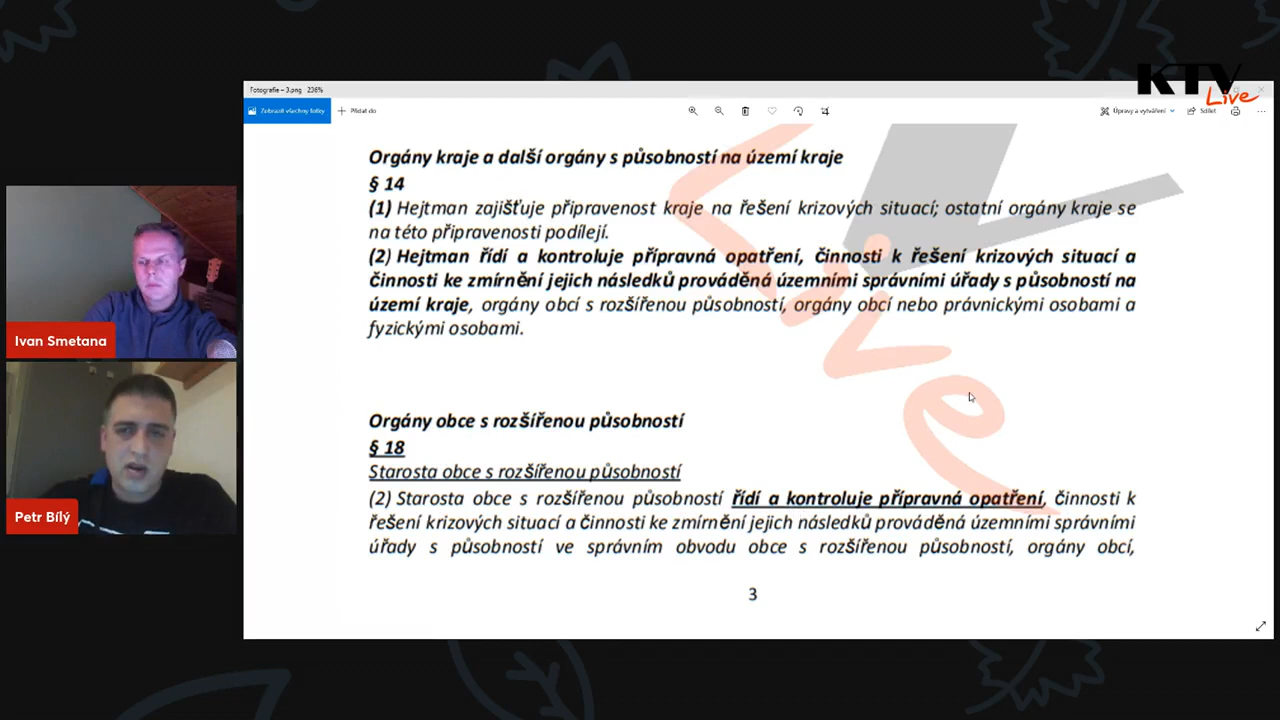 KTV
Live
Fotografie – 3.png 236%
Zobrazit všechny fotky
Přidat do
Úpravy a vytváření
Sdílet
Live
Orgány kraje a další orgány s působností na území kraje
§ 14
(1) Hejtman zajišťuje připravenost kraje na řešení krizových situací; ostatní orgány kraje se
na této připravenosti podílejí.
(2) Hejtman řídí a kontroluje přípravná opatření, činnosti k řešení krizových situací a
činnosti ke zmírnění jejich následků prováděná územními správními úřady s působností na
území kraje, orgány obcí s rozšířenou působností, orgány obcí nebo právnickými osobami a
fyzickými osobami.
Orgány obce s rozšířenou působností
§ 18
Starosta obce s rozšířenou působností
(2) Starosta obce s rozšířenou působností řídí a kontroluje přípravná opatření, činnosti k
řešení krizových situací a činnosti ke zmírnění jejich následků prováděná územními správními
úřady s působností ve správním obvodu obce s rozšířenou působností, orgány obcí,
3
Ivan Smetana
Petr Bílý